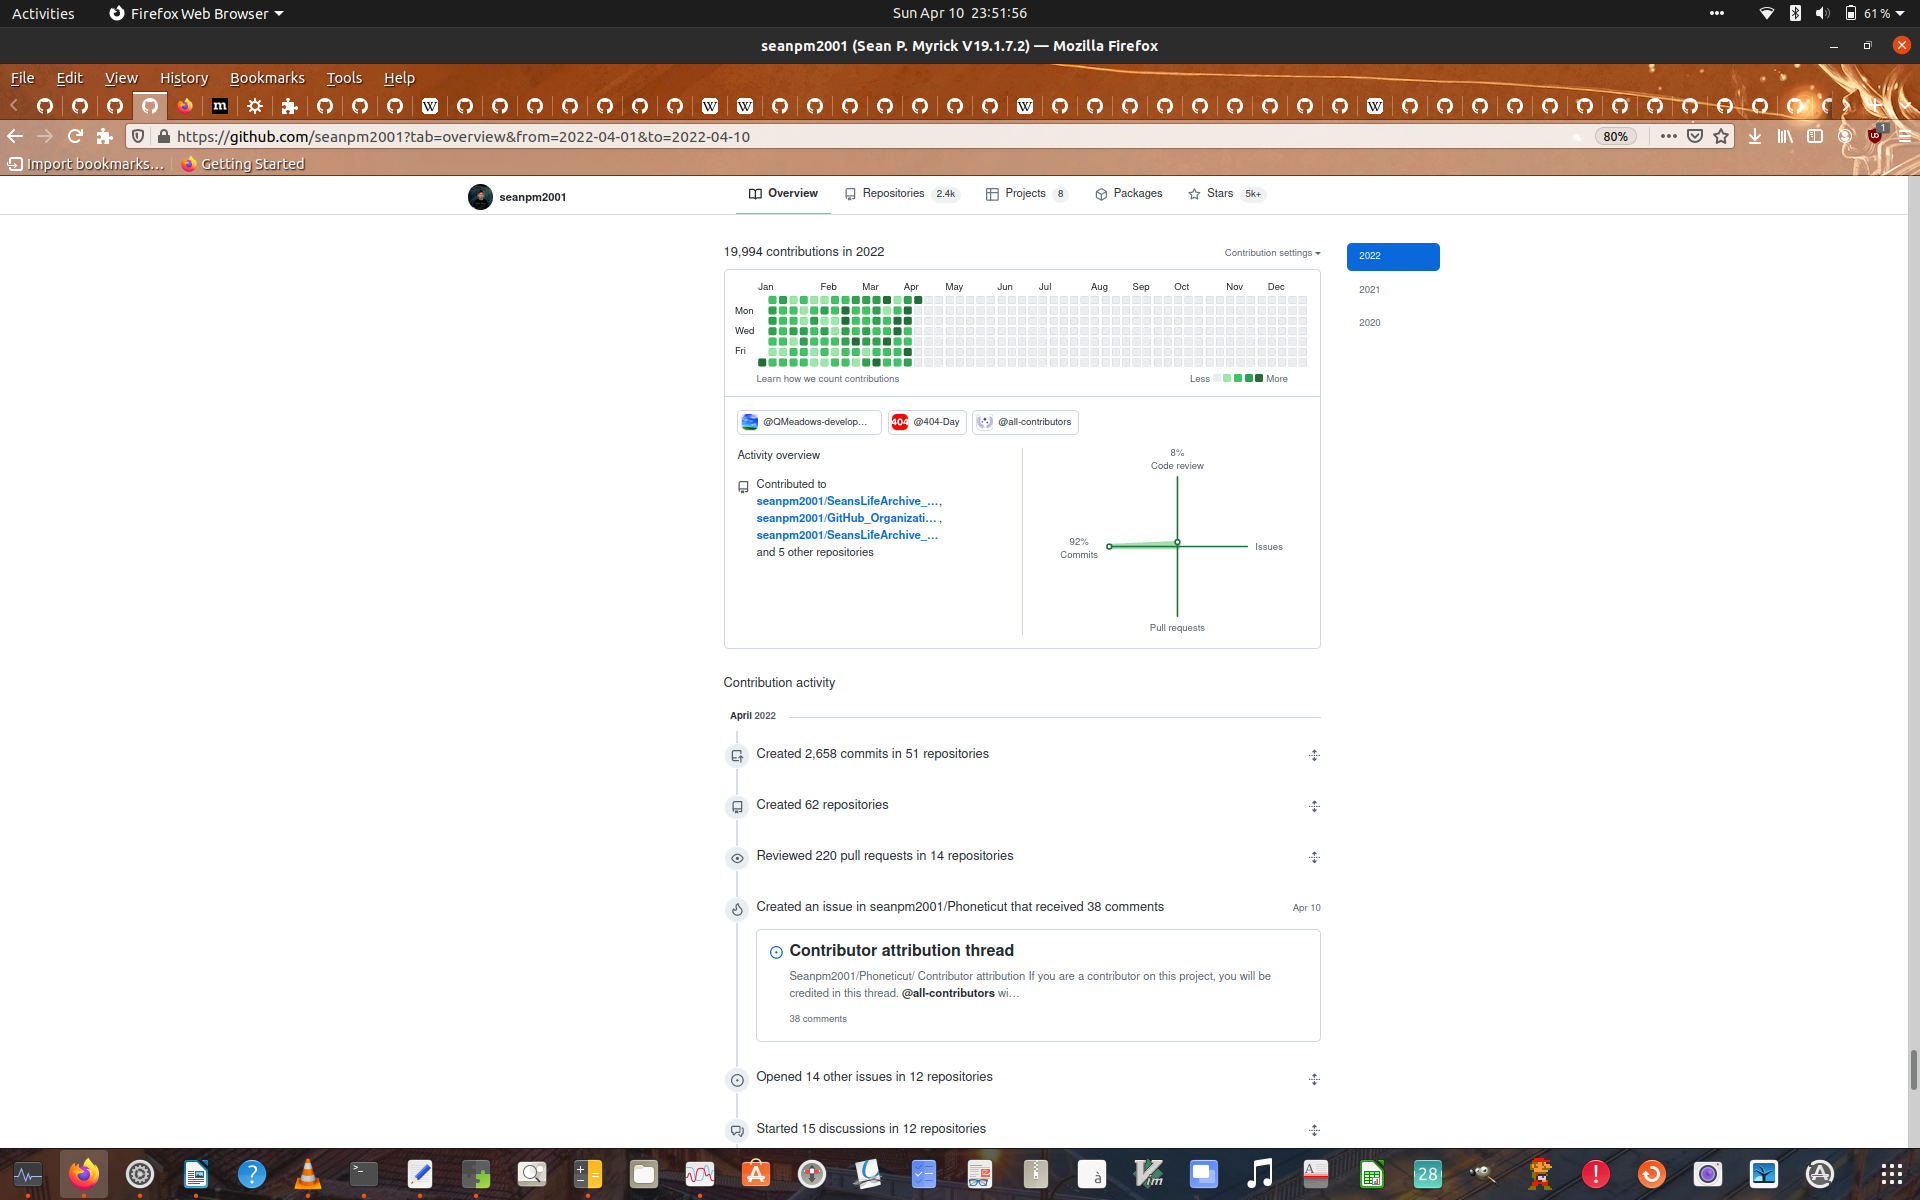 Activities
Firefox Web Browser
Sun Apr 10 23:51:56
61 %
seanpm2001 (Sean P. Myrick V19.1.7.2) — Mozilla Firefox
File Edit View History Bookmarks Tools Help
https://github.com/seanpm2001?tab=overview&from=2022-04-01&to=2022-04-10
80%
1
Import bookmarks... Getting Started
seanpm2001
Overview Repositories 2.4k Projects 8 Packages Stars 5k+
19,994 contributions in 2022
Contribution settings
2022
2021
2020
Jan Feb Mar Apr May Jun Jul Aug Sep Oct Nov Dec
Mon
Wed
Fri
Learn how we count contributions
Less More
@QMeadows-develop... 404 @404-Day @all-contributors
Activity overview
Contributed to
seanpm2001/SeansLifeArchive_... ,
seanpm2001/GitHub_Organizati... ,
seanpm2001/SeansLifeArchive_...
and 5 other repositories
8%
Code review
92%
Commits
Issues
Pull requests
Contribution activity
April 2022
Created 2,658 commits in 51 repositories
Created 62 repositories
Reviewed 220 pull requests in 14 repositories
Created an issue in seanpm2001/Phoneticut that received 38 comments
Apr 10
Contributor attribution thread
Seanpm2001/Phoneticut/ Contributor attribution If you are a contributor on this project, you will be
credited in this thread. @all-contributors wi...
38 comments
Opened 14 other issues in 12 repositories
Started 15 discussions in 12 repositories
28